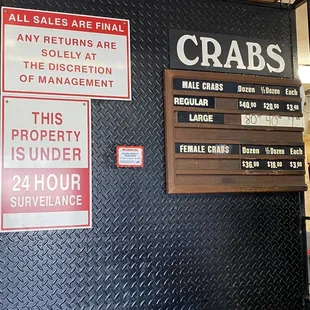 ALL SALES ARE FINAL
ANY RETURNS ARE
SOLELY AT
THE DISCRETION
OF MANAGEMENT
THIS
PROPERTY
IS UNDER
24 HOUR
SURVEILANCE
CRABS
MALE CRABS Dozen ½ Dozen Each
REGULAR $40.00 $20.00
LARGE 80 40
FEMALE CRABS Dozen ½ Dozen Each
$36.00 $18.00 $3.00